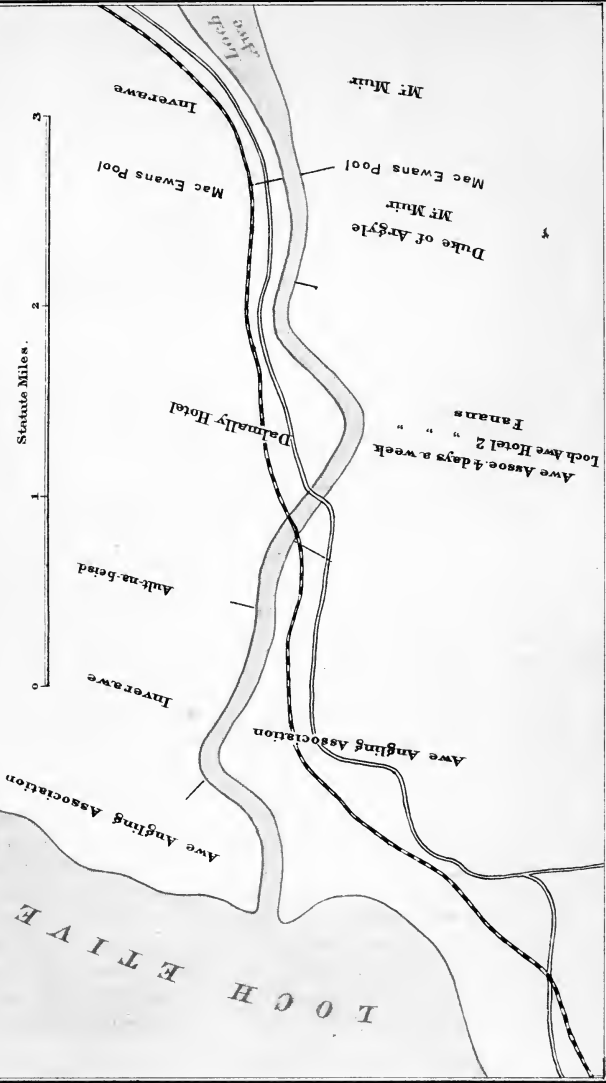 LOCH ETIVE
Awe Angling Association
Awe Angling Association
Inverawe
Ault-na-beisd
Awe Assoc. 4 days a week
Loch Awe Hotel 2 " " "
Fanans
Dalmally Hotel
Duke of Argyle
Mr. Muir
Mac Ewans Pool
Mac Ewans Pool
Mr. Muir
Inverawe
Loch
Awe
Statute Miles.
0 1 2 3